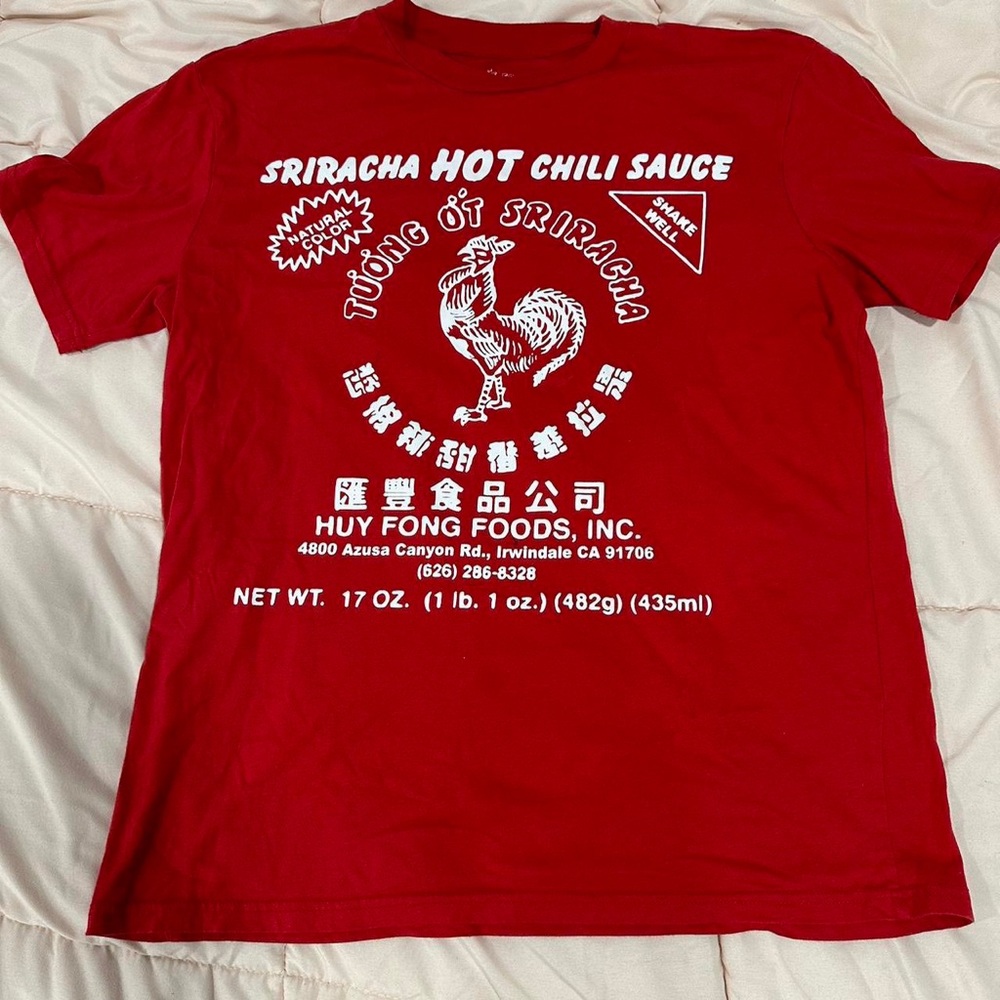 SRIRACHA HOT CHILI SAUCE
NATURAL
COLOR
TƯƠNG ỚT SRIRACHA
SHAKE
WELL
匯豐食品公司
HUY FONG FOODS, INC.
4800 Azusa Canyon Rd., Irwindale CA 91706
(626) 286-8328
NET WT. 17 OZ. (1 lb. 1 oz.) (482g) (435ml)